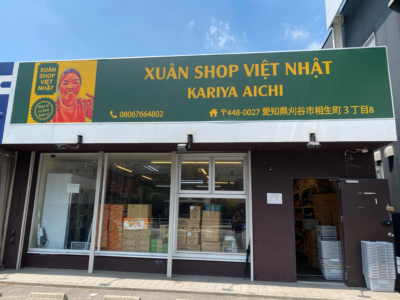 XUÂN
SHOP VIỆT
NHẬT
XUÂN SHOP VIỆT NHẬT
KARIYA AICHI
08067664802
〒448-0027 愛知県刈谷市相生町3丁目8